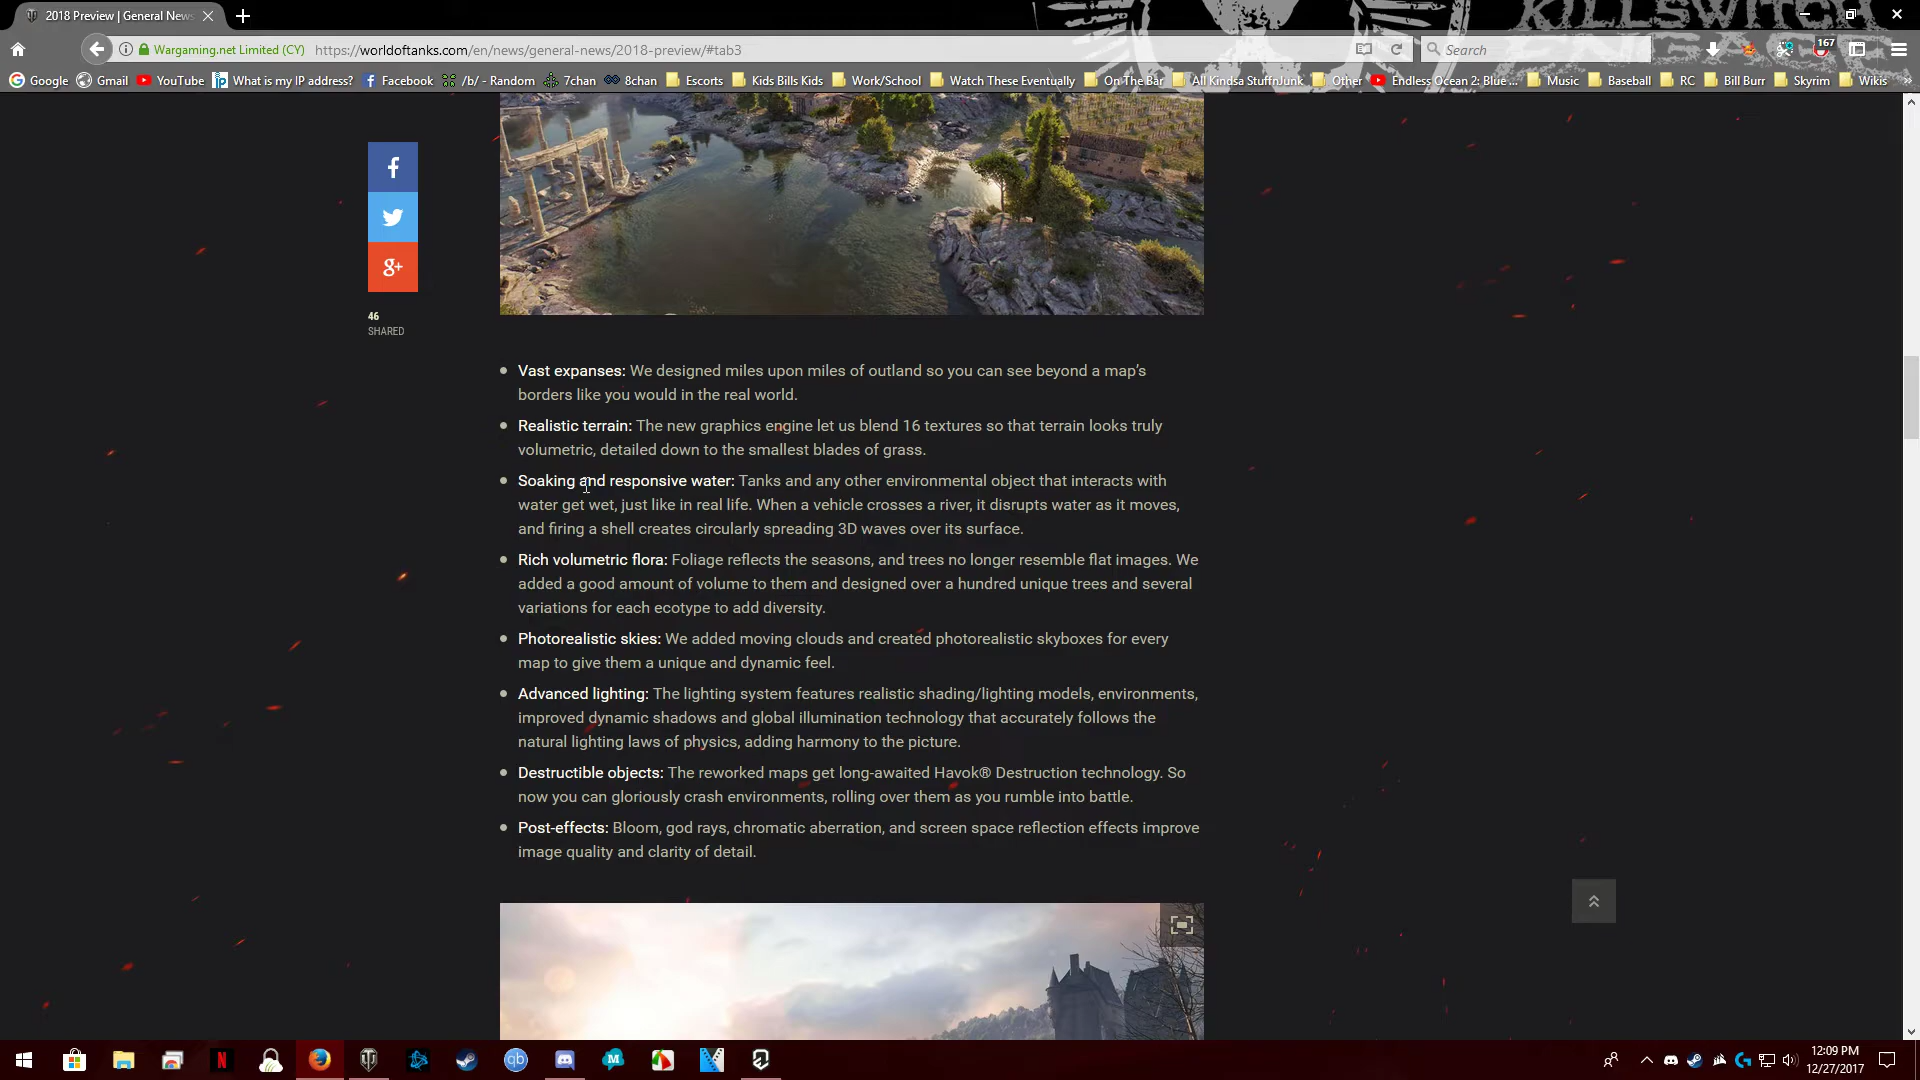 2018 Preview | General News
KILLSWITCH
ENGAGE
Wargaming.net Limited (CY)
https://worldoftanks.com/en/news/general-news/2018-preview/#tab3
Search
167
Google
Gmail
YouTube
What is my IP address?
Facebook
/b/ - Random
7chan
8chan
Escorts
Kids Bills Kids
Work/School
Watch These Eventually
On The Bar
All Kindsa StuffnJunk
Other
Endless Ocean 2: Blue ...
Music
Baseball
RC
Bill Burr
Skyrim
Wikis
46
SHARED
Vast expanses: We designed miles upon miles of outland so you can see beyond a map’s
borders like you would in the real world.
Realistic terrain: The new graphics engine let us blend 16 textures so that terrain looks truly
volumetric, detailed down to the smallest blades of grass.
Soaking and responsive water: Tanks and any other environmental object that interacts with
water get wet, just like in real life. When a vehicle crosses a river, it disrupts water as it moves,
and firing a shell creates circularly spreading 3D waves over its surface.
Rich volumetric flora: Foliage reflects the seasons, and trees no longer resemble flat images. We
added a good amount of volume to them and designed over a hundred unique trees and several
variations for each ecotype to add diversity.
Photorealistic skies: We added moving clouds and created photorealistic skyboxes for every
map to give them a unique and dynamic feel.
Advanced lighting: The lighting system features realistic shading/lighting models, environments,
improved dynamic shadows and global illumination technology that accurately follows the
natural lighting laws of physics, adding harmony to the picture.
Destructible objects: The reworked maps get long-awaited Havok® Destruction technology. So
now you can gloriously crash environments, rolling over them as you rumble into battle.
Post-effects: Bloom, god rays, chromatic aberration, and screen space reflection effects improve
image quality and clarity of detail.
12:09 PM
12/27/2017